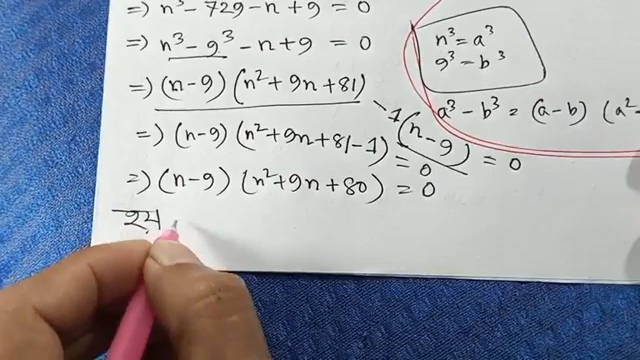 =) n³ - 729 - n + 9 = 0
=) n³ - 9³ - n + 9 = 0
=) (n-9) (n² + 9n + 81) - 1 (n-9) = 0
=) (n-9) (n² + 9n + 81 - 1) = 0
=) (n-9) (n² + 9n + 80) = 0
n³ = a³
9³ = b³
a³ - b³ = (a-b) (a² -